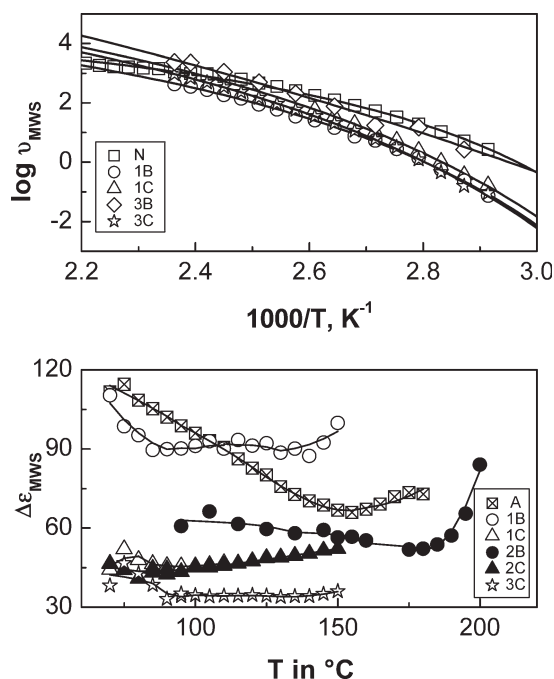 4
2
0
-2
log υMWS
N
1B
1C
3B
3C
2.2 2.4 2.6 2.8 3.0
1000/T, K⁻¹
120
90
60
30
ΔεMWS
A
1B
1C
2B
2C
3C
100 150 200
T in °C